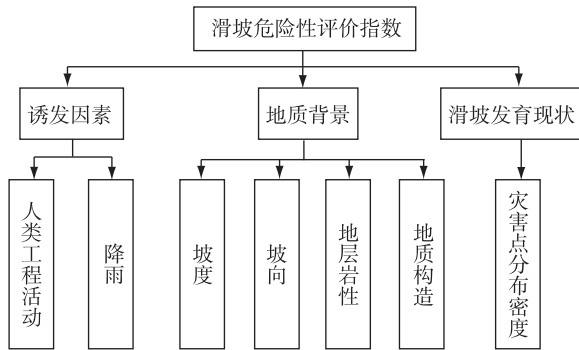 滑坡危险性评价指数
诱发因素
地质背景
滑坡发育现状
人类工程活动
降雨
坡度
坡向
地层岩性
地质构造
灾害点分布密度